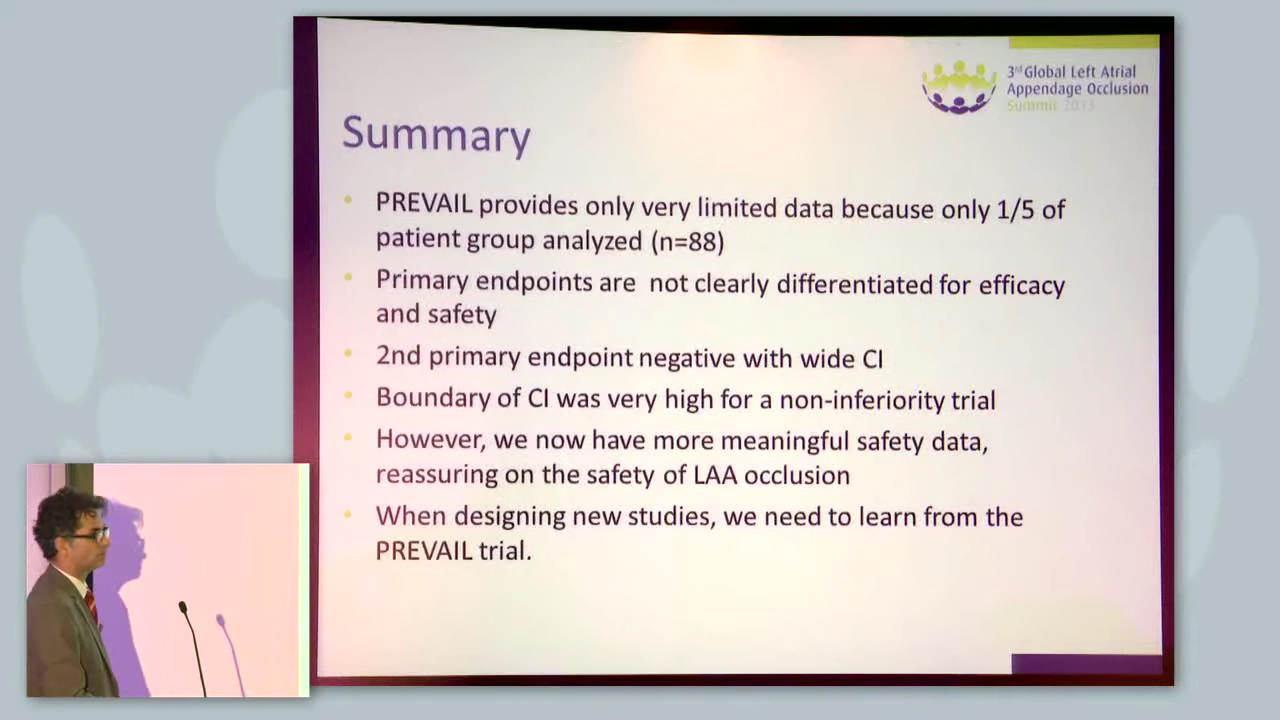 3rd Global Left Atrial
Appendage Occlusion
Summit 2013
Summary
• PREVAIL provides only very limited data because only 1/5 of
patient group analyzed (n=88)
• Primary endpoints are not clearly differentiated for efficacy
and safety
• 2nd primary endpoint negative with wide CI
• Boundary of CI was very high for a non-inferiority trial
• However, we now have more meaningful safety data,
reassuring on the safety of LAA occlusion
• When designing new studies, we need to learn from the
PREVAIL trial.